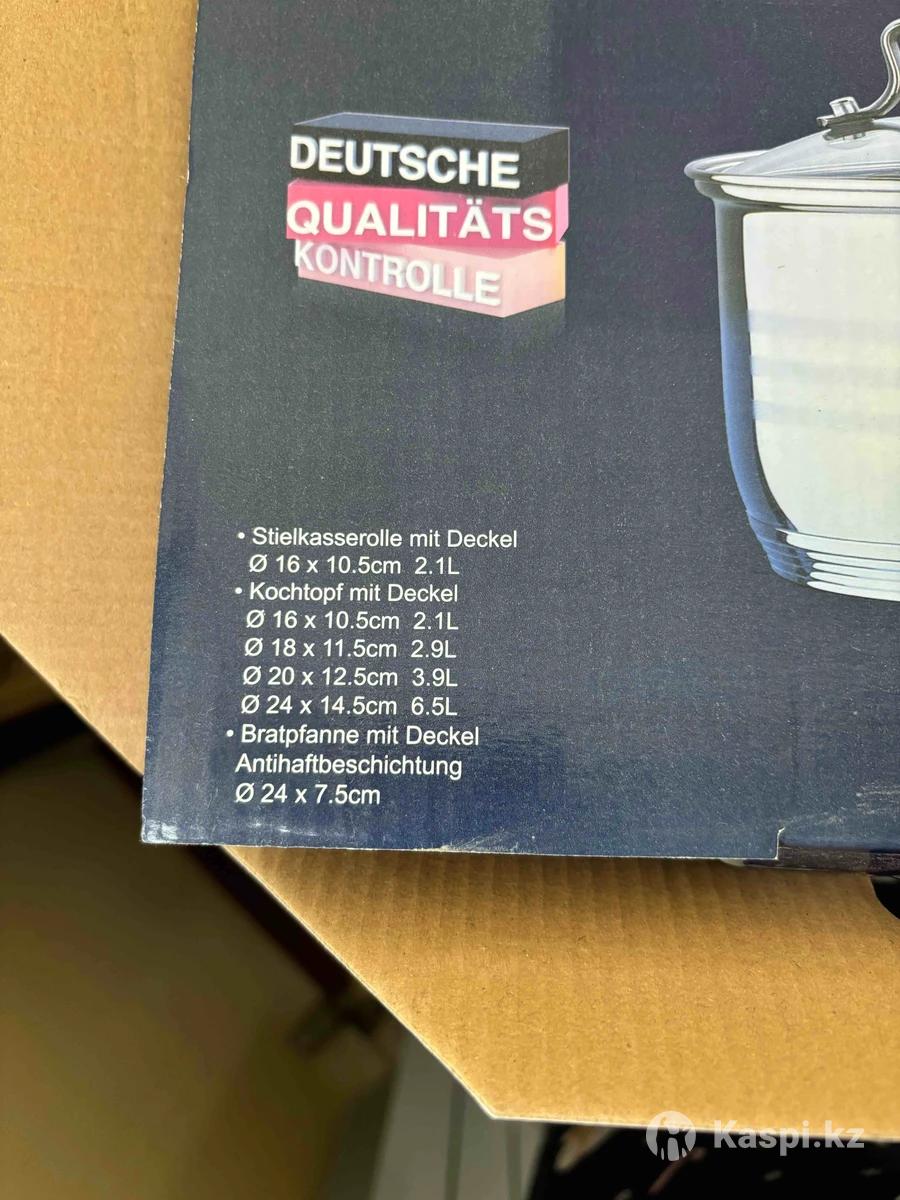 DEUTSCHE
QUALITÄTS
KONTROLLE
• Stielkasserolle mit Deckel
Ø 16 x 10.5cm 2.1L
• Kochtopf mit Deckel
Ø 16 x 10.5cm 2.1L
Ø 18 x 11.5cm 2.9L
Ø 20 x 12.5cm 3.9L
Ø 24 x 14.5cm 6.5L
• Bratpfanne mit Deckel
Antihaftbeschichtung
Ø 24 x 7.5cm
Kaspi.kz